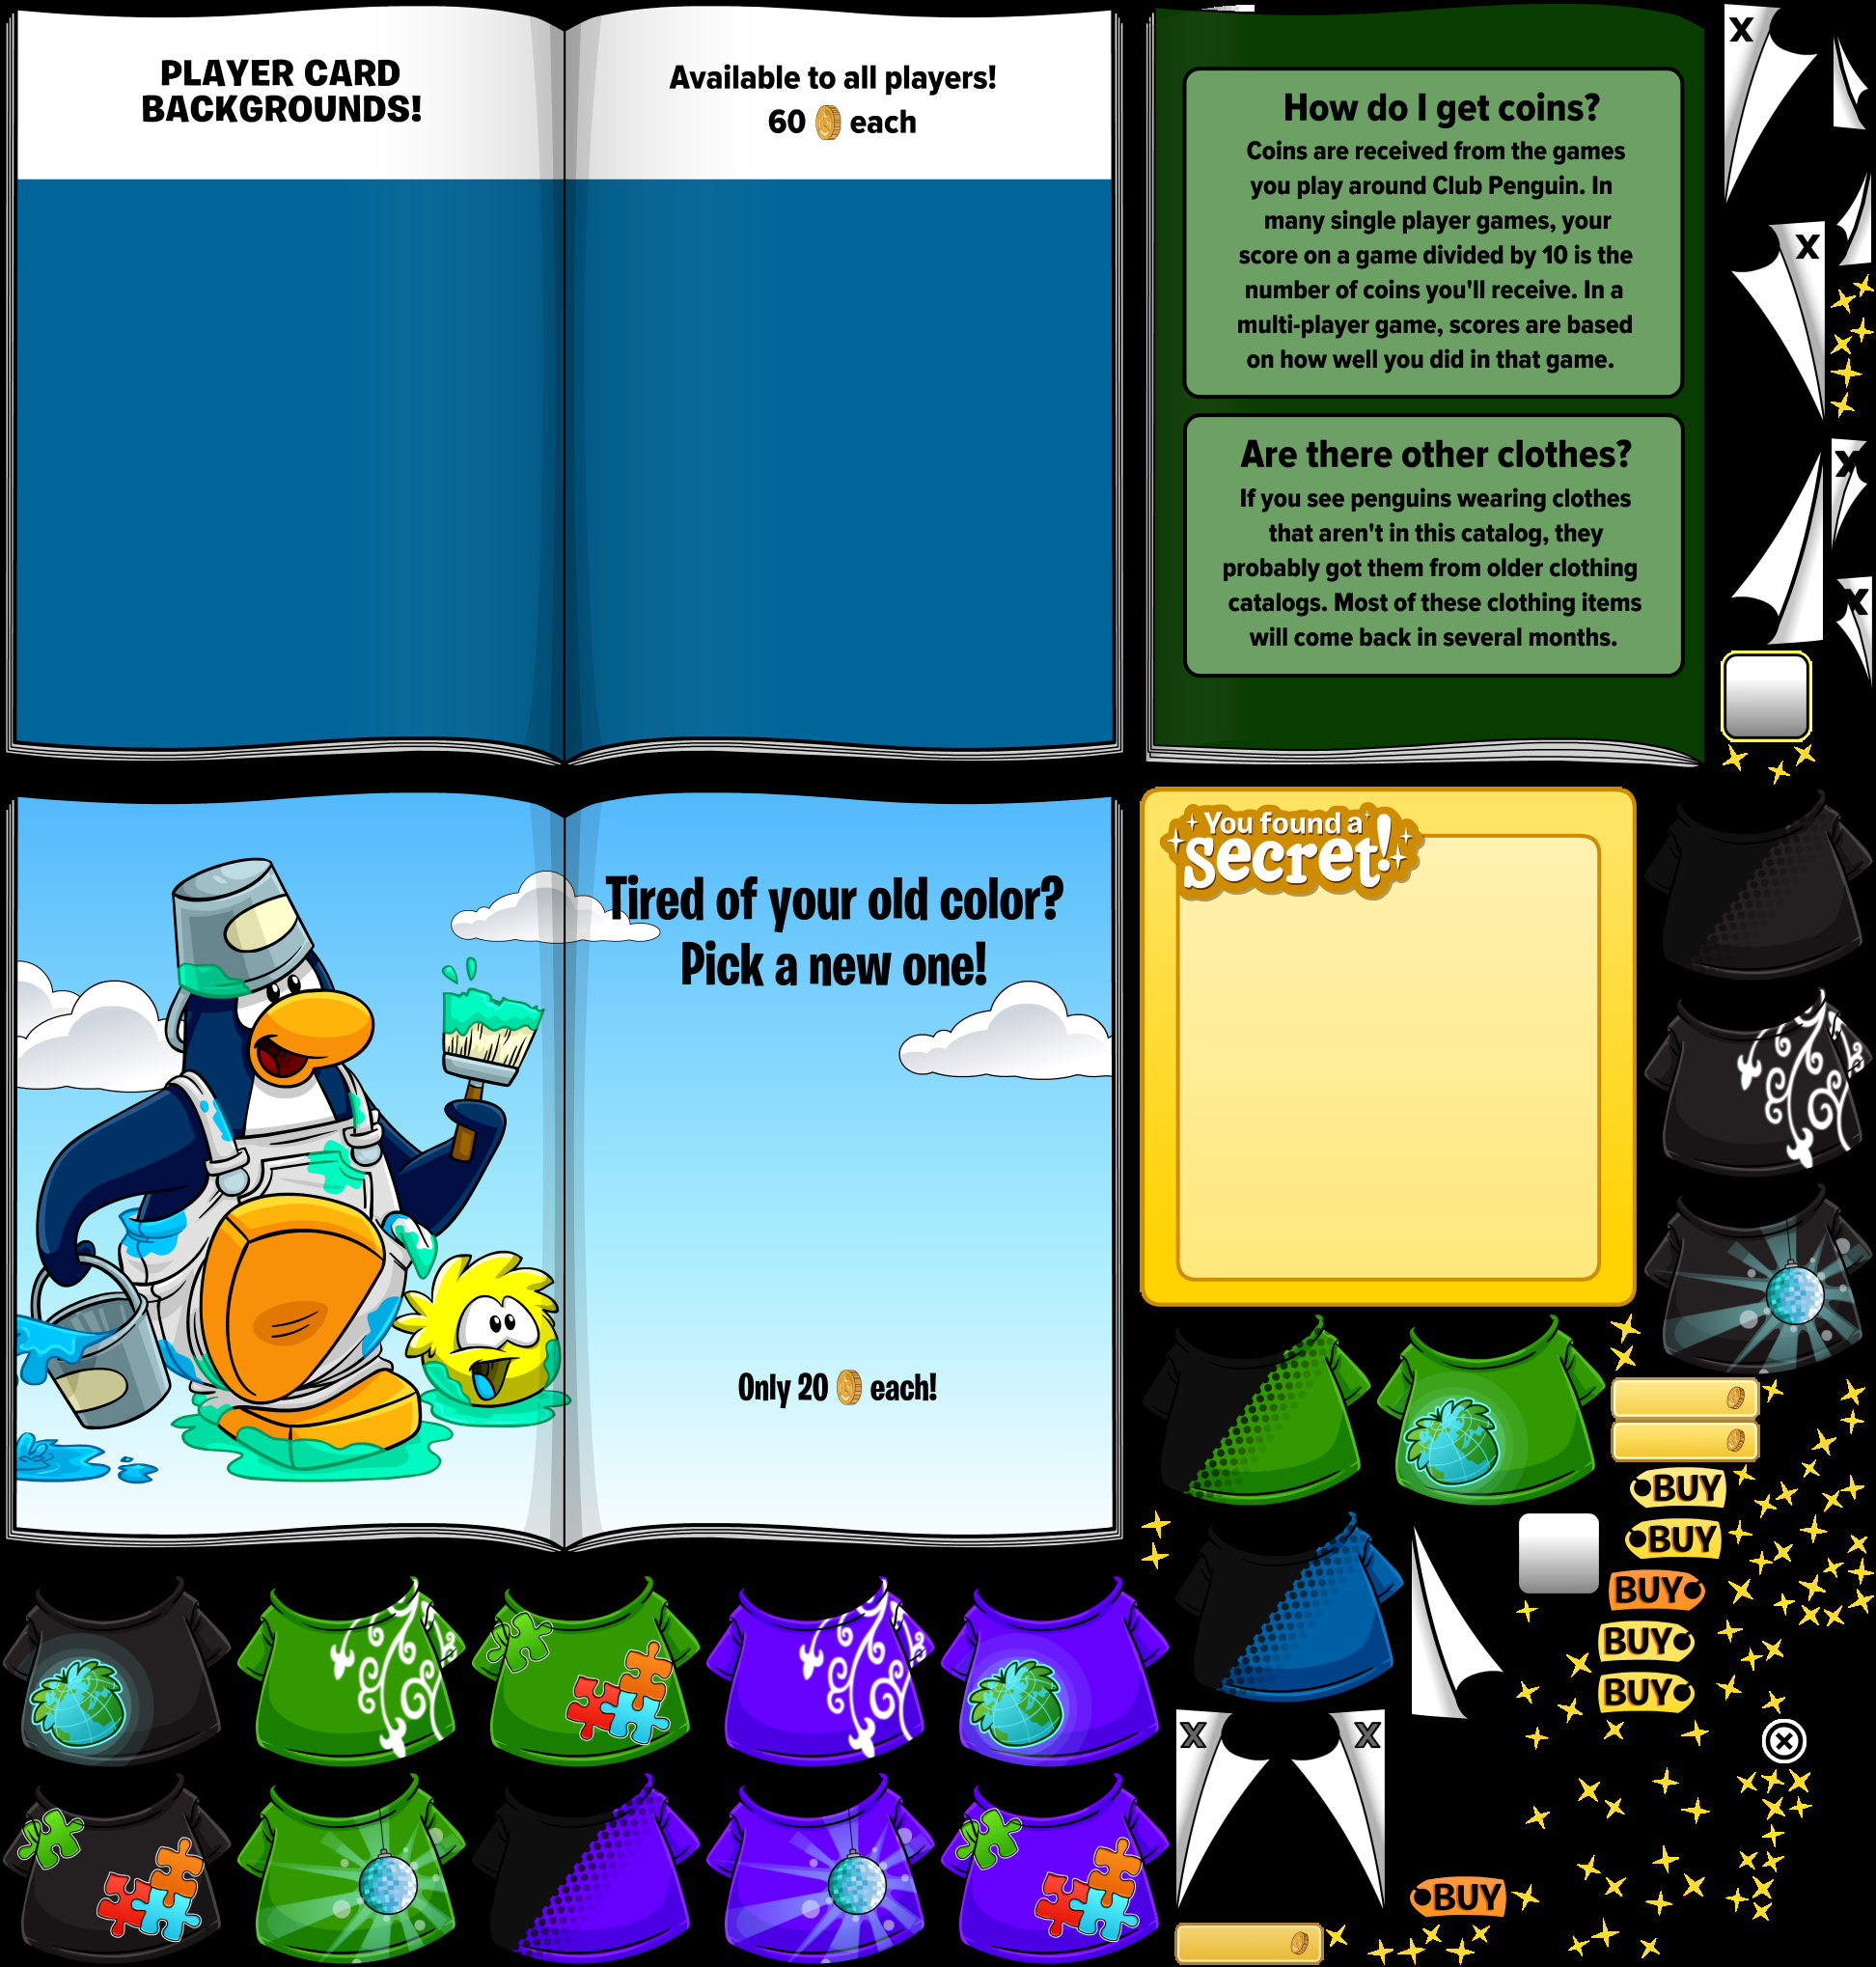 PLAYER CARD
BACKGROUNDS!
Available to all players!
60 each
How do I get coins?
Coins are received from the games
you play around Club Penguin. In
many single player games, your
score on a game divided by 10 is the
number of coins you'll receive. In a
multi-player game, scores are based
on how well you did in that game.
Are there other clothes?
If you see penguins wearing clothes
that aren't in this catalog, they
probably got them from older clothing
catalogs. Most of these clothing items
will come back in several months.
X
X
X
X
Tired of your old color?
Pick a new one!
Only 20 each!
You found a
secret!
BUY
BUY
BUY
BUY
BUY
X
X
BUY